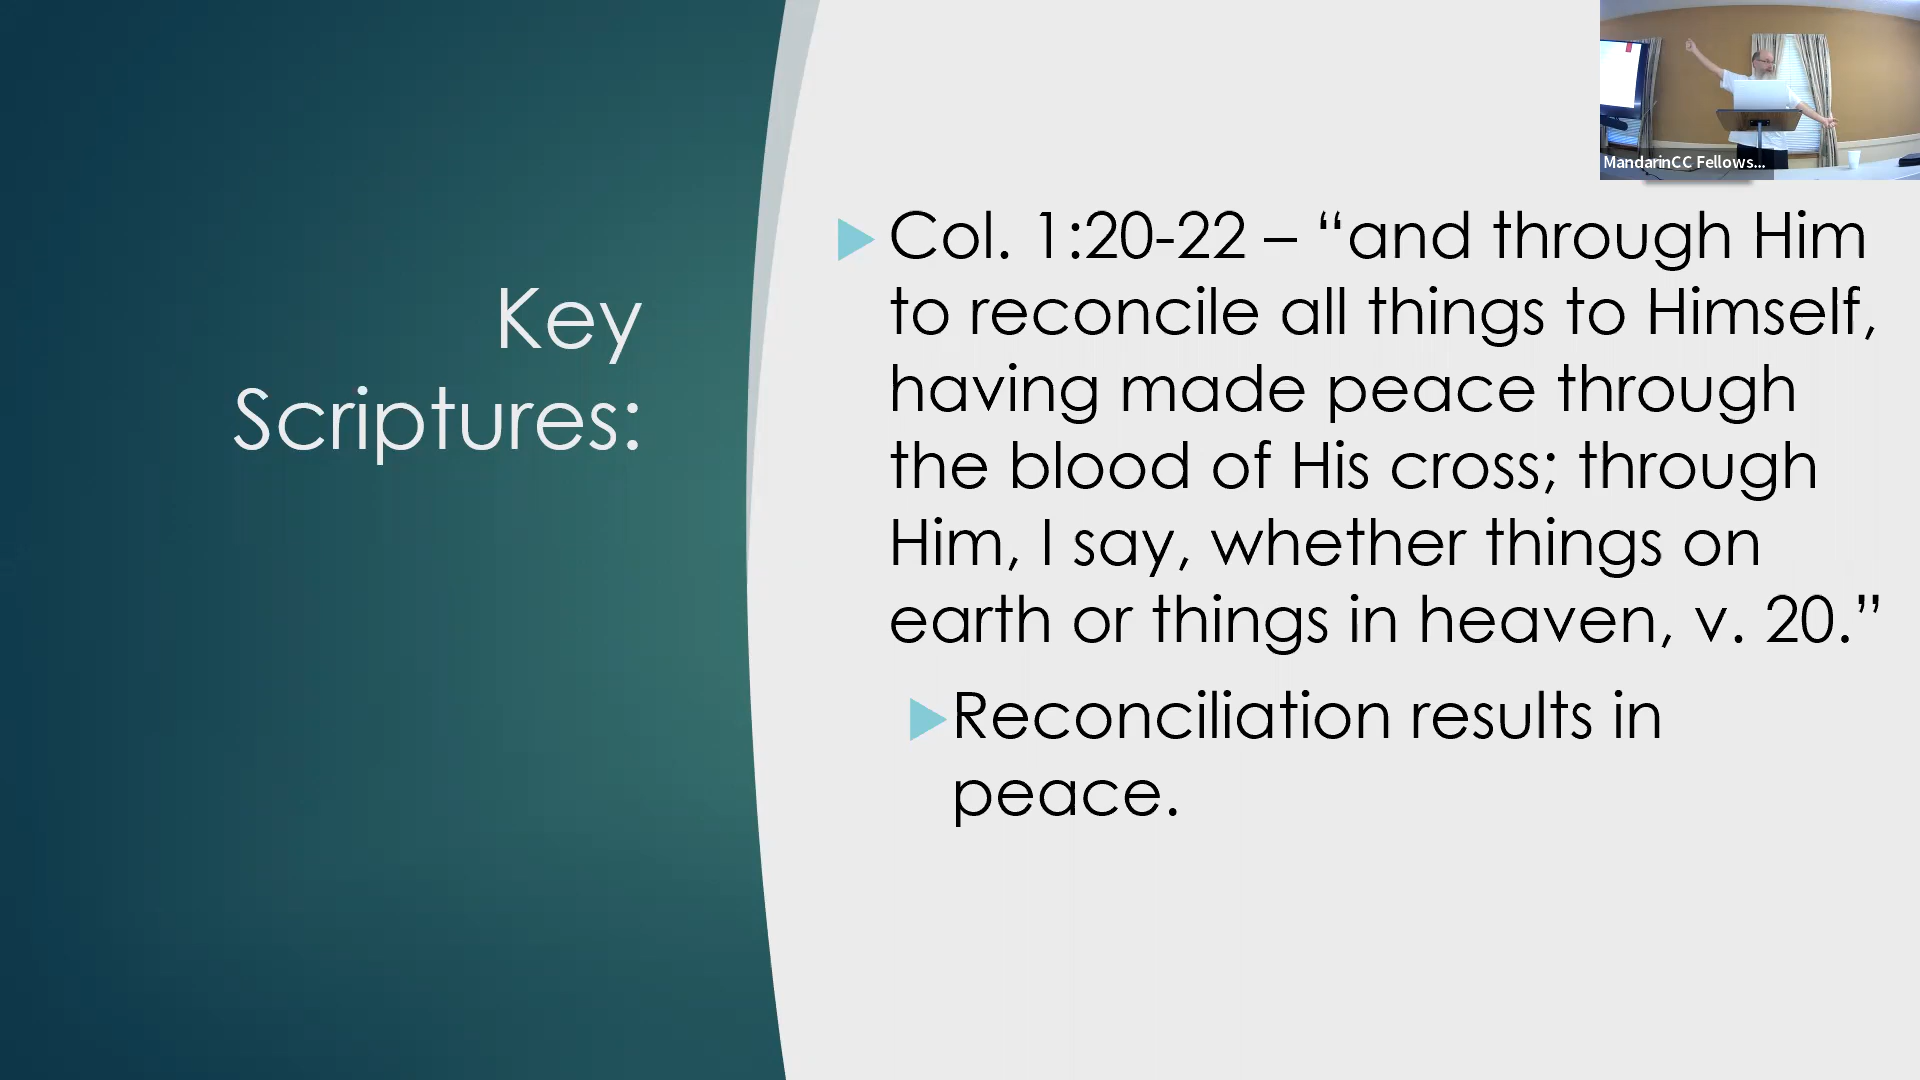 MandarinCC Fellows...
Key
Scriptures:
Col. 1:20-22 – “and through Him
to reconcile all things to Himself,
having made peace through
the blood of His cross; through
Him, I say, whether things on
earth or things in heaven, v. 20.”
Reconciliation results in
peace.